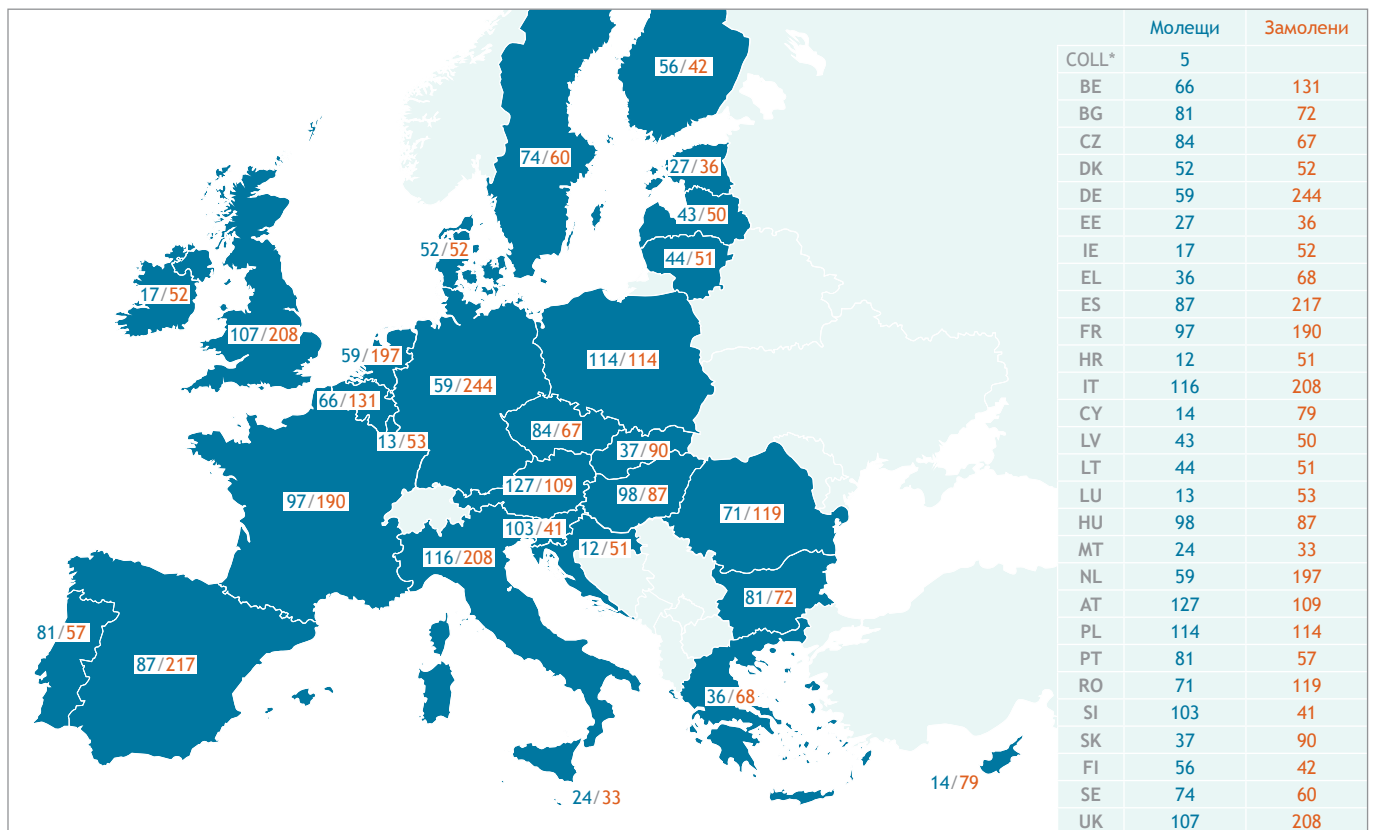 56/42
74/60
27/36
43/50
52/52
44/51
17/52
107/208
59/197
114/114
59/244
66/131
84/67
13/53
37/90
127/109
98/87
97/190
71/119
103/41
12/51
116/208
81/72
81/57
87/217
36/68
14/79
24/33
Молещи Замолени
COLL* 5
BE 66 131
BG 81 72
CZ 84 67
DK 52 52
DE 59 244
EE 27 36
IE 17 52
EL 36 68
ES 87 217
FR 97 190
HR 12 51
IT 116 208
CY 14 79
LV 43 50
LT 44 51
LU 13 53
HU 98 87
MT 24 33
NL 59 197
AT 127 109
PL 114 114
PT 81 57
RO 71 119
SI 103 41
SK 37 90
FI 56 42
SE 74 60
UK 107 208